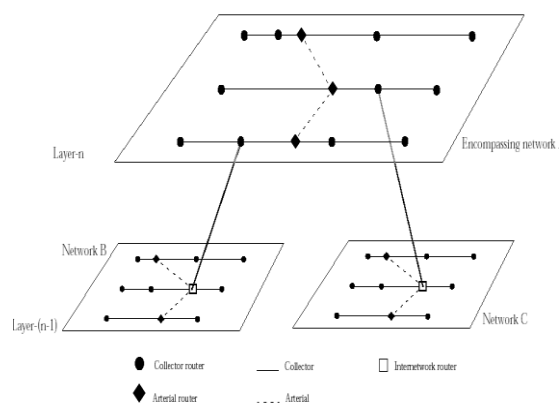 Layer-n
Encompassing network
Network B
Layer-(n-1)
Network C
Collector router
Collector
Internetwork router
Arterial router
Arterial